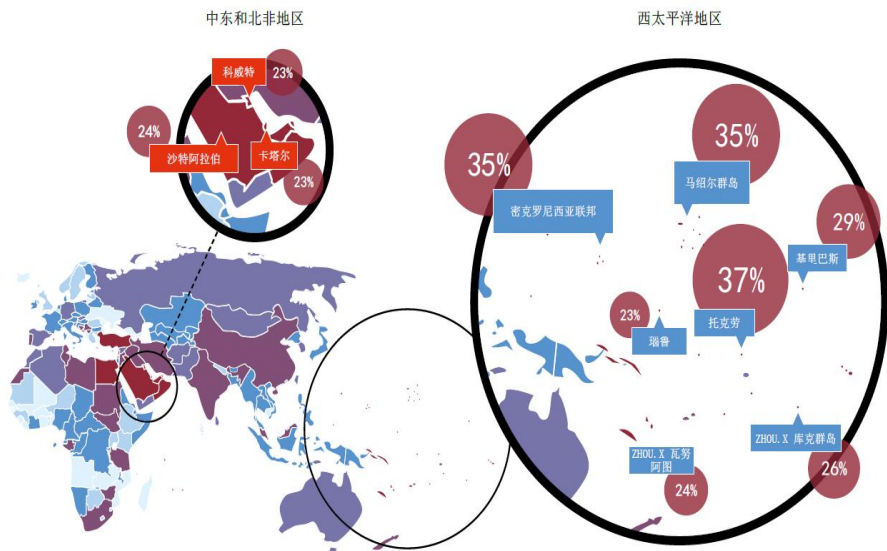 中东和北非地区
西太平洋地区
科威特
23%
24%
沙特阿拉伯
卡塔尔
23%
35%
35%
马绍尔群岛
密克罗尼西亚联邦
29%
基里巴斯
37%
23%
托克劳
瑙鲁
ZHOU.X 瓦努
阿图
ZHOU.X 库克群岛
24%
26%